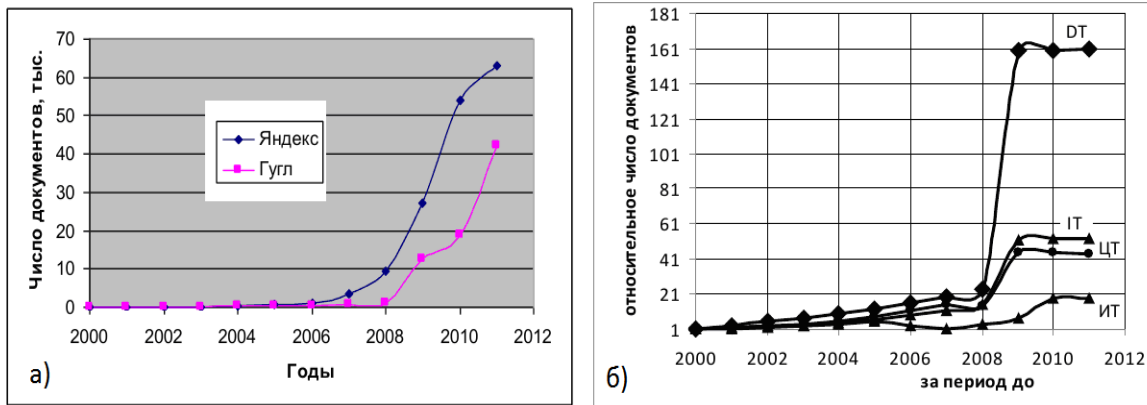 Число документов, тыс.
70
60
50
40
30
20
10
0
Яндекс
Гугл
2000 2002 2004 2006 2008 2010 2012
Годы
а)
относительное число документов
181
161
141
121
101
81
61
41
21
1
DT
IT
ЦТ
ИТ
2000 2002 2004 2006 2008 2010 2012
за период до
б)